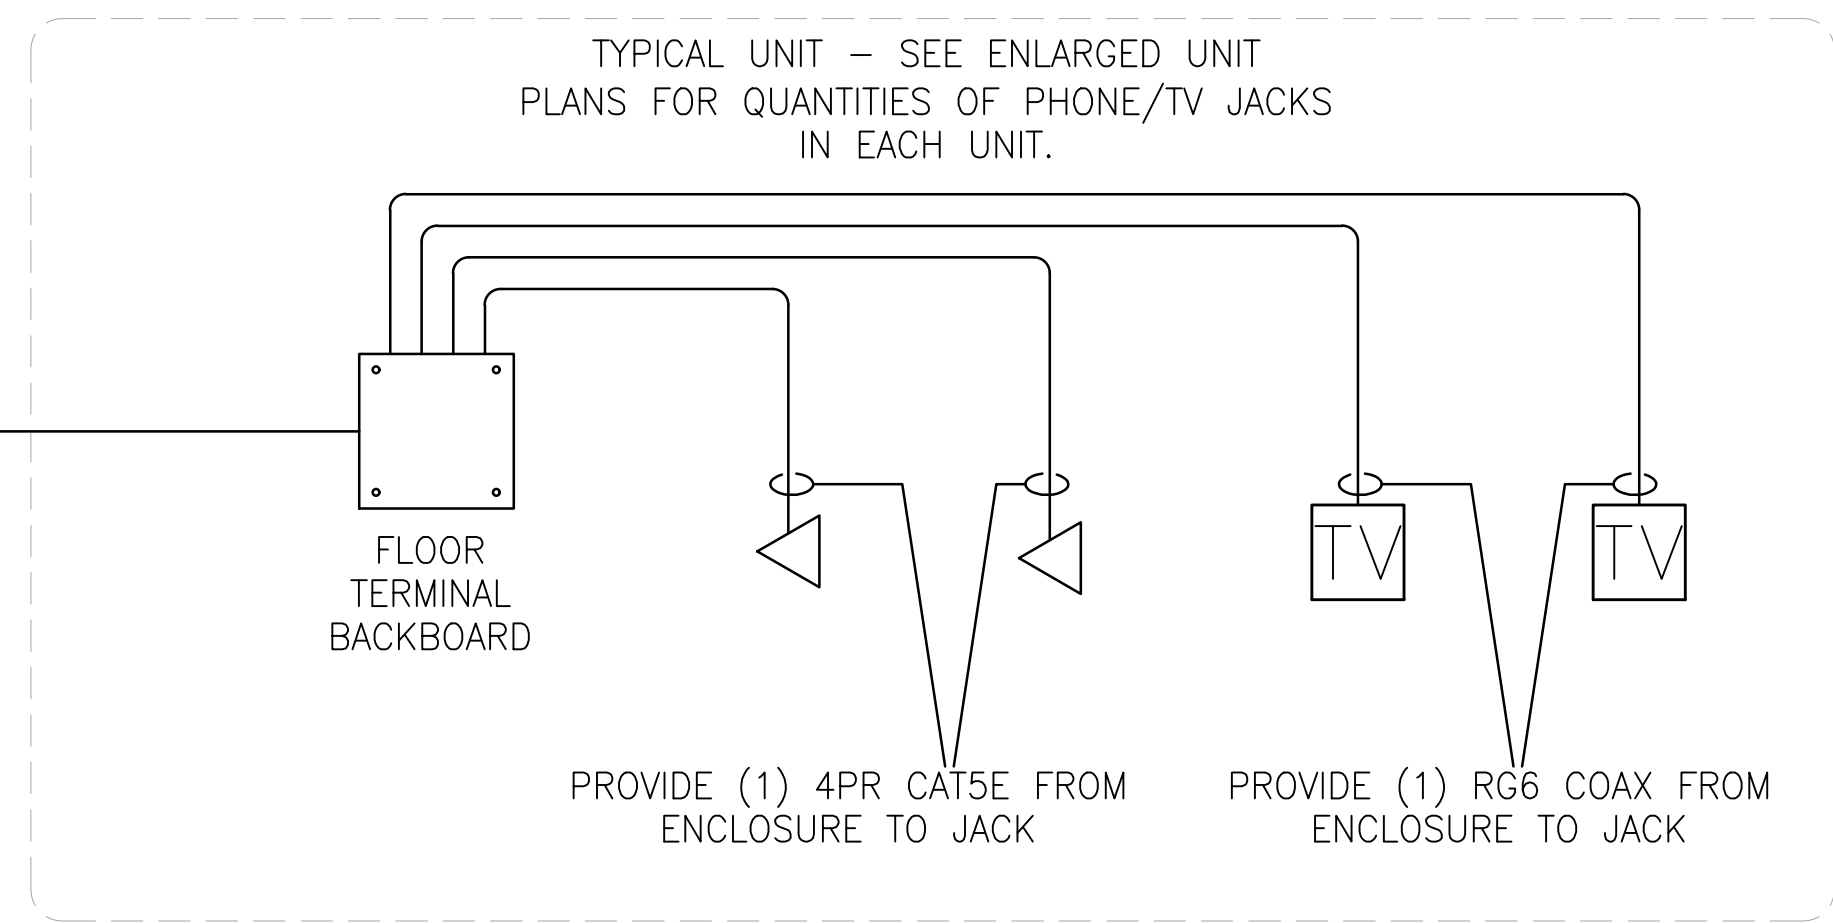 TYPICAL UNIT – SEE ENLARGED UNIT
PLANS FOR QUANTITIES OF PHONE/TV JACKS
IN EACH UNIT.
TV
TV
FLOOR
TERMINAL
BACKBOARD
PROVIDE (1) 4PR CAT5E FROM
ENCLOSURE TO JACK
PROVIDE (1) RG6 COAX FROM
ENCLOSURE TO JACK